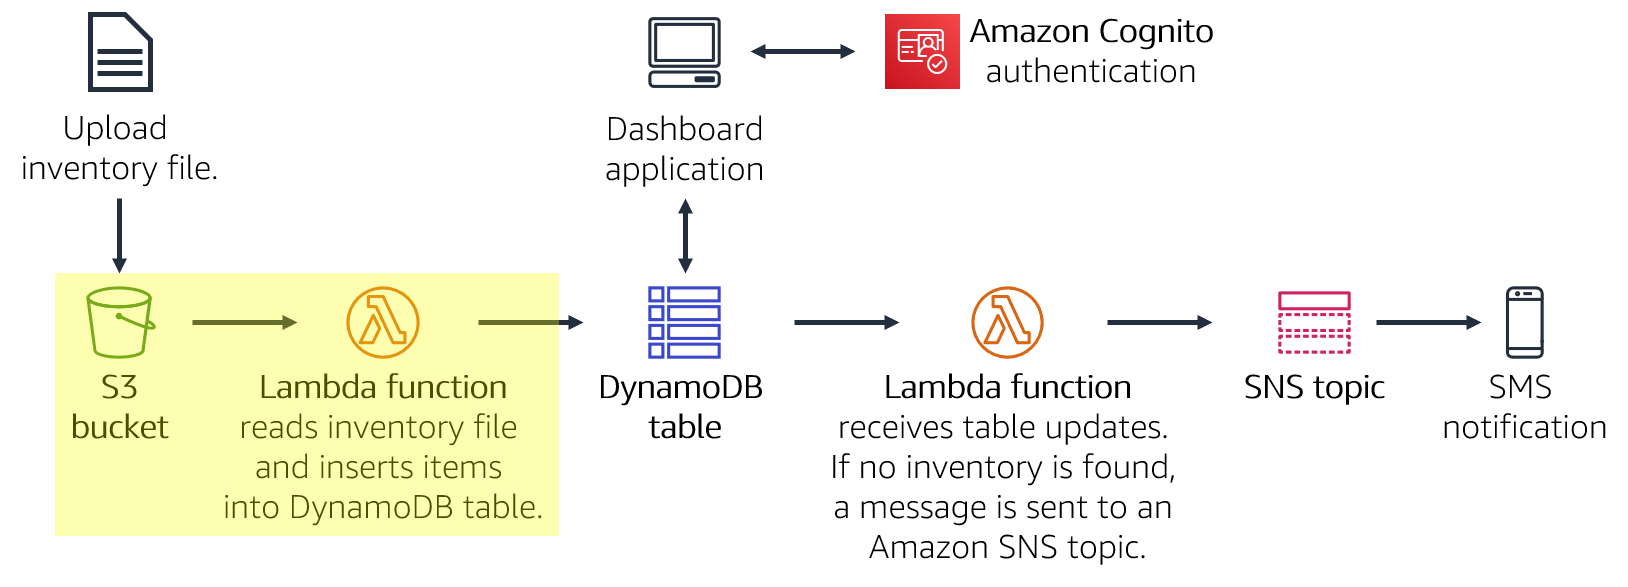 Upload
inventory file.
Dashboard
application
Amazon Cognito
authentication
S3
bucket
Lambda function
reads inventory file
and inserts items
into DynamoDB table.
DynamoDB
table
Lambda function
receives table updates.
If no inventory is found,
a message is sent to an
Amazon SNS topic.
SNS topic
SMS
notification